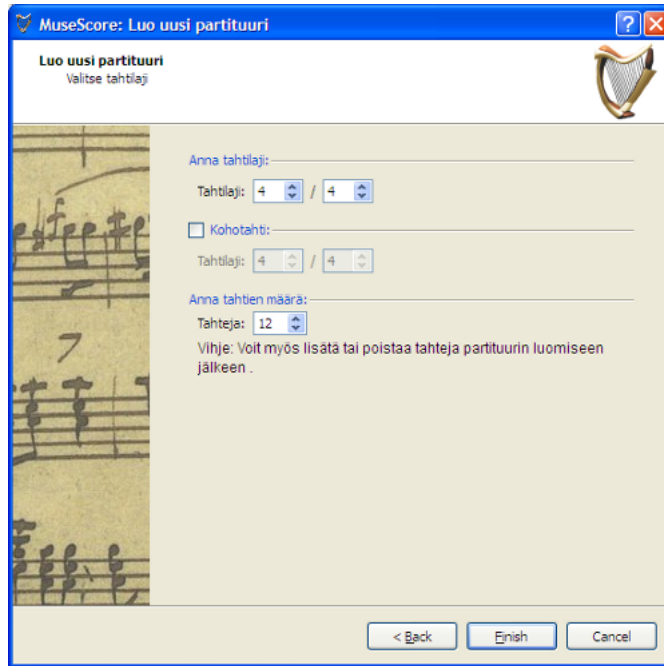 MuseScore: Luo uusi partituuri
Luo uusi partituuri
Valitse tahtilaji
Anna tahtilaji:
Tahtilaji: 4 / 4
Kohotahti:
Tahtilaji: 4 / 4
Anna tahtien määrä:
Tahteja: 12
Vihje: Voit myös lisätä tai poistaa tahteja partituurin luomiseen
jälkeen .
7
< Back Finish Cancel